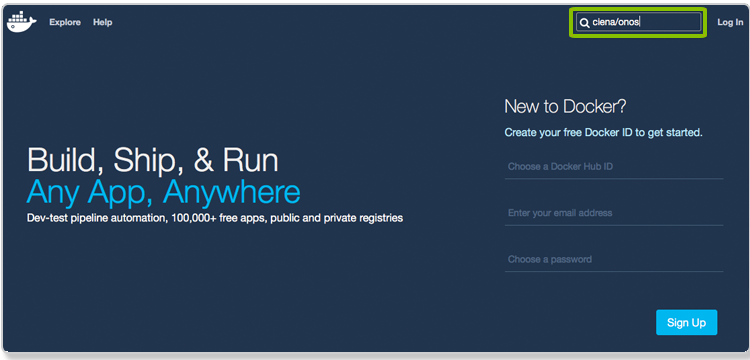 Explore Help ciena/onos Log In
New to Docker?
Create your free Docker ID to get started.
Build, Ship, & Run
Any App, Anywhere
Dev-test pipeline automation, 100,000+ free apps, public and private registries
Choose a Docker Hub ID
Enter your email address
Choose a password
Sign Up